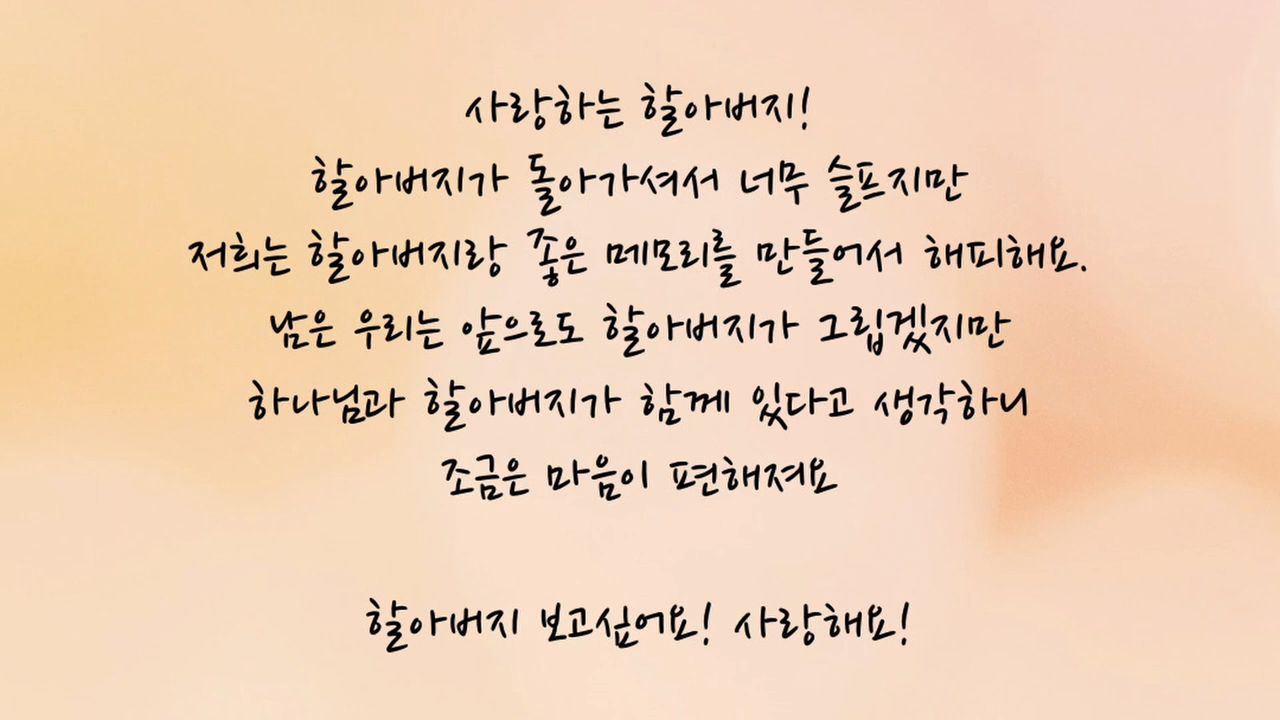 사랑하는 할아버지!
할아버지가 돌아가셔서 너무 슬프지만
저희는 할아버지랑 좋은 메모리를 만들어서 해피해요.
남은 우리는 앞으로도 할아버지가 그립겠지만
하나님과 할아버지가 함께 있다고 생각하니
조금은 마음이 편해져요
할아버지 보고싶어요! 사랑해요!